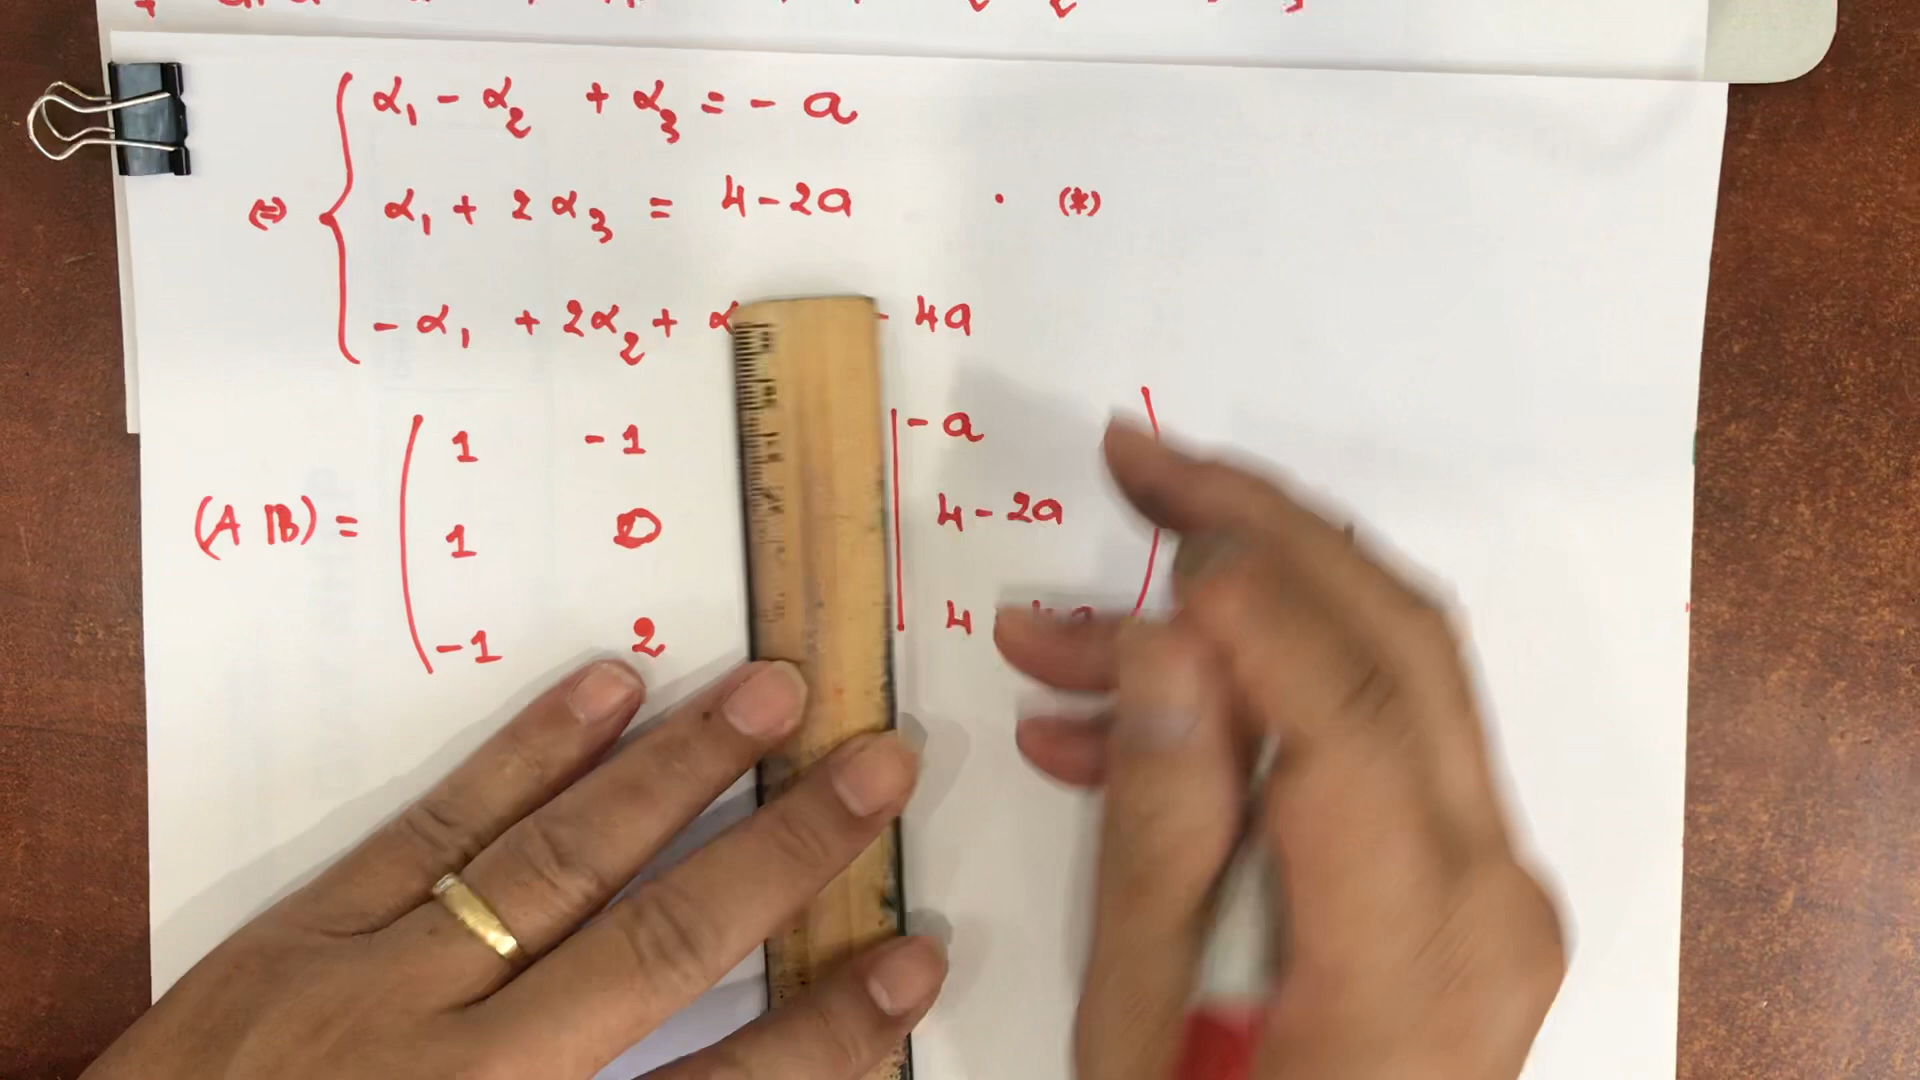 ⇔ { α₁ - α₂ + α₃ = - a
α₁ + 2α₃ = 4 - 2a . (*)
- α₁ + 2α₂ + α - 4a
(A|B) = ( 1 -1 | - a )
1 0 | 4 - 2a
-1 2 | 4